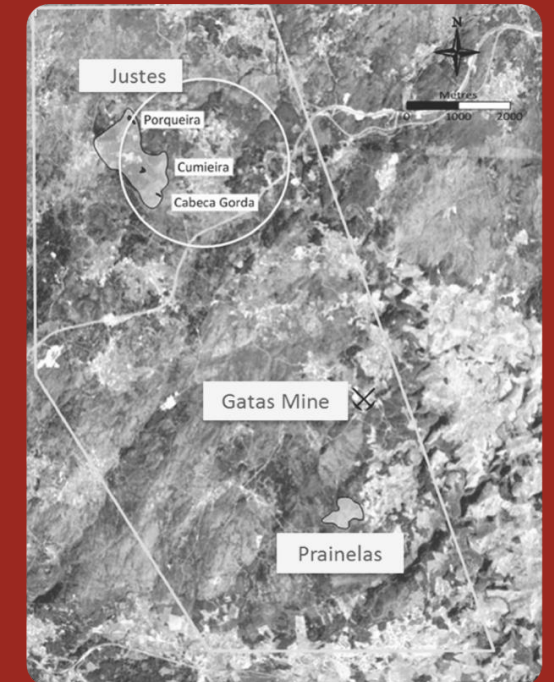 N
Justes
Metres
0 1000 2000
Porqueira
Cumieira
Cabeca Gorda
Gatas Mine
Prainelas